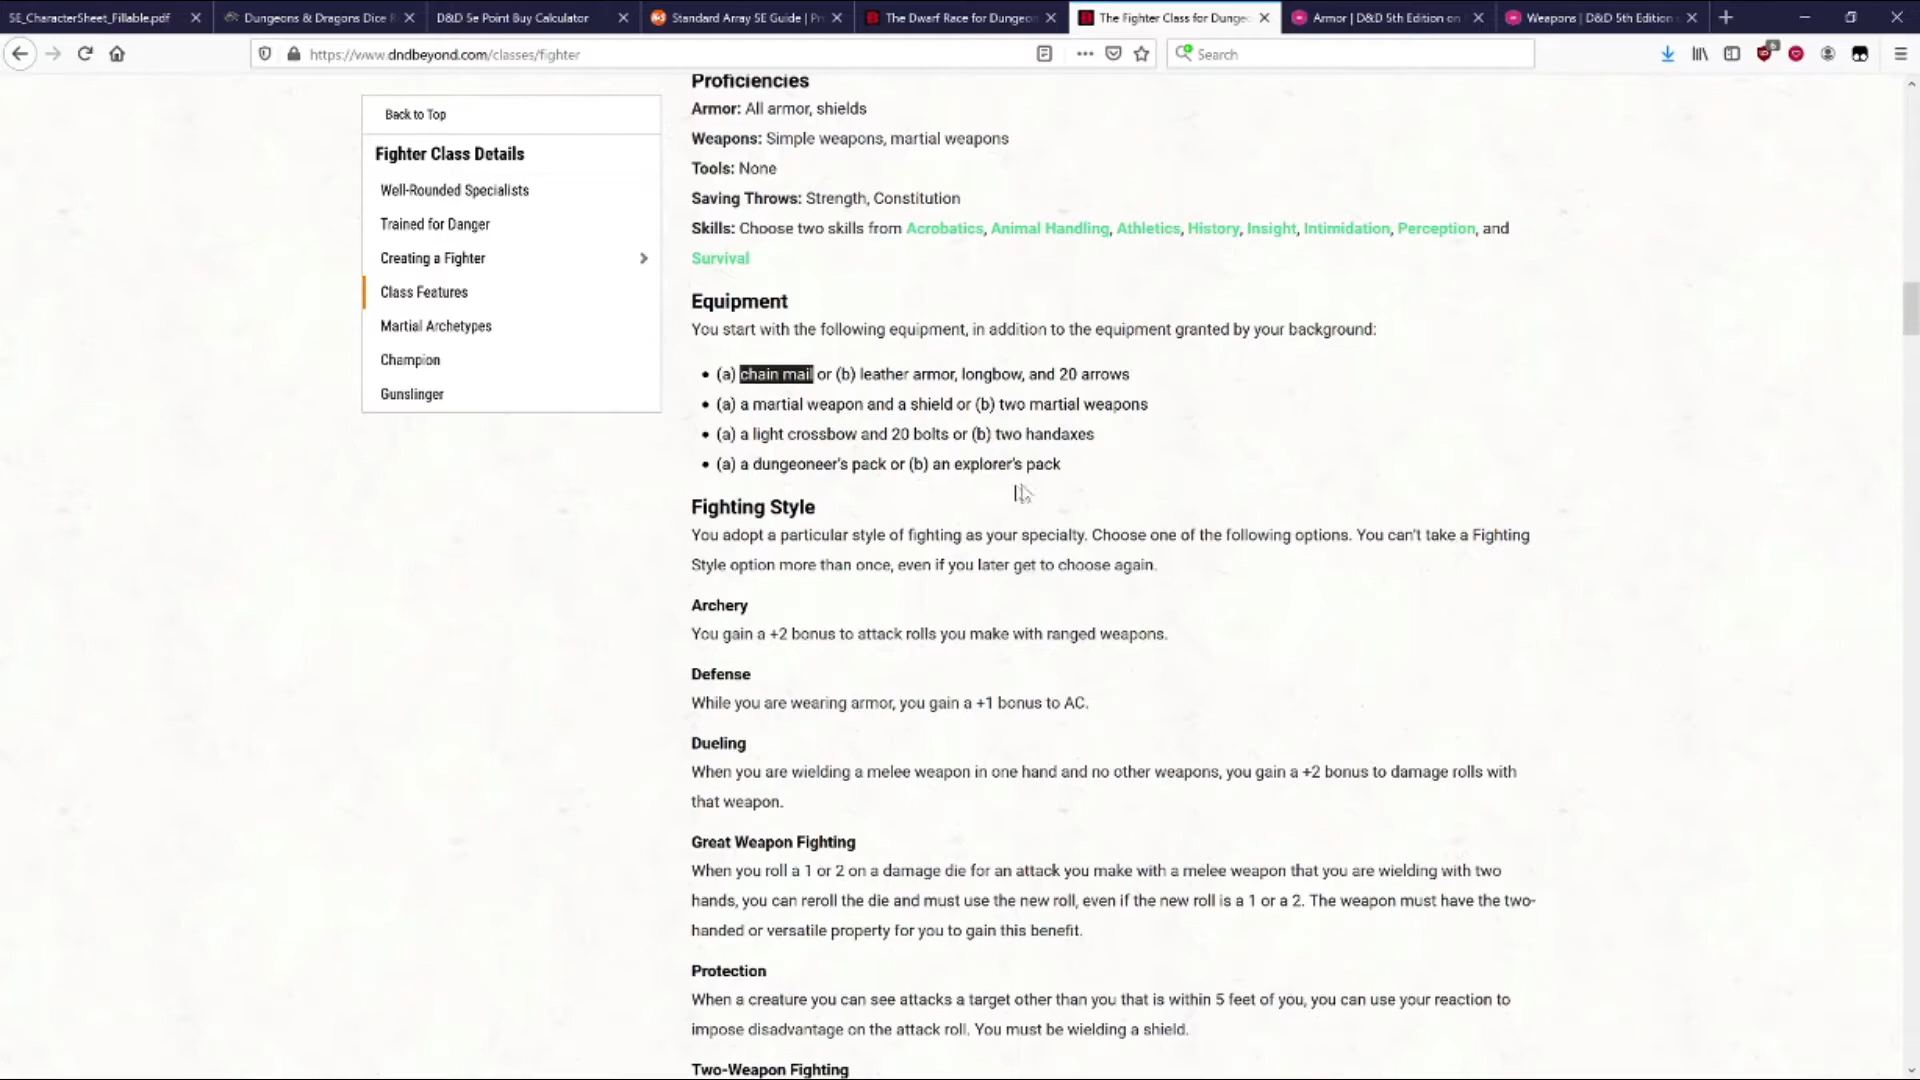 5E_CharacterSheet_Fillable.pdf
Dungeons & Dragons Dice R
D&D 5e Point Buy Calculator
Standard Array 5E Guide | Pr
The Dwarf Race for Dungeon
The Fighter Class for Dunge
Armor | D&D 5th Edition on
Weapons | D&D 5th Edition
https://www.dndbeyond.com/classes/fighter
Search
Back to Top
Fighter Class Details
Well-Rounded Specialists
Trained for Danger
Creating a Fighter
Class Features
Martial Archetypes
Champion
Gunslinger
Proficiencies
Armor: All armor, shields
Weapons: Simple weapons, martial weapons
Tools: None
Saving Throws: Strength, Constitution
Skills: Choose two skills from Acrobatics, Animal Handling, Athletics, History, Insight, Intimidation, Perception, and
Survival
Equipment
You start with the following equipment, in addition to the equipment granted by your background:
• (a) chain mail or (b) leather armor, longbow, and 20 arrows
• (a) a martial weapon and a shield or (b) two martial weapons
• (a) a light crossbow and 20 bolts or (b) two handaxes
• (a) a dungeoneer's pack or (b) an explorer's pack
Fighting Style
You adopt a particular style of fighting as your specialty. Choose one of the following options. You can't take a Fighting
Style option more than once, even if you later get to choose again.
Archery
You gain a +2 bonus to attack rolls you make with ranged weapons.
Defense
While you are wearing armor, you gain a +1 bonus to AC.
Dueling
When you are wielding a melee weapon in one hand and no other weapons, you gain a +2 bonus to damage rolls with
that weapon.
Great Weapon Fighting
When you roll a 1 or 2 on a damage die for an attack you make with a melee weapon that you are wielding with two
hands, you can reroll the die and must use the new roll, even if the new roll is a 1 or a 2. The weapon must have the two-
handed or versatile property for you to gain this benefit.
Protection
When a creature you can see attacks a target other than you that is within 5 feet of you, you can use your reaction to
impose disadvantage on the attack roll. You must be wielding a shield.
Two-Weapon Fighting